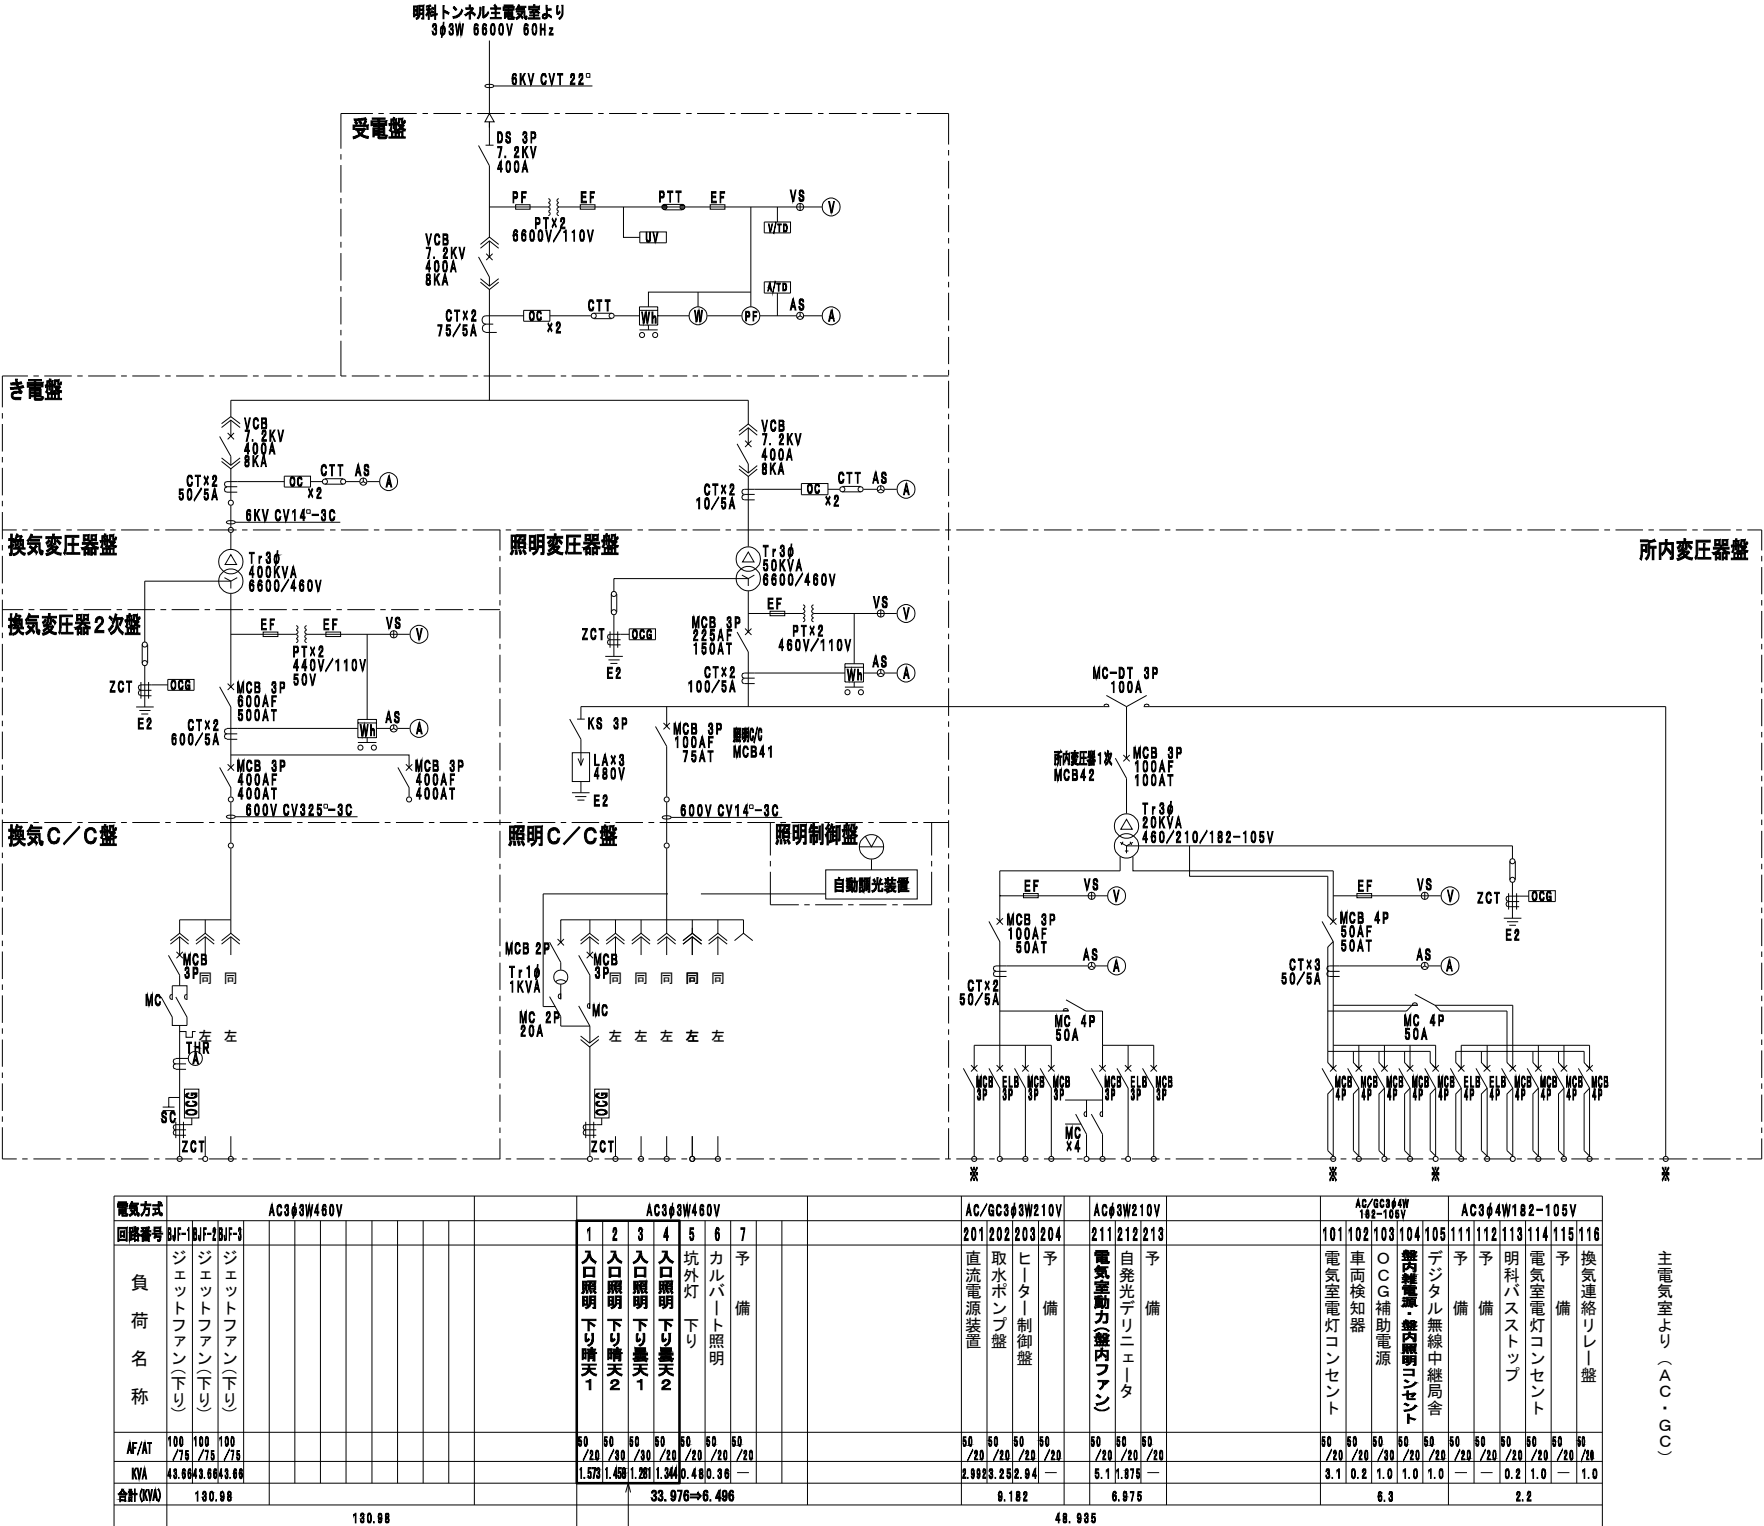 明科トンネル主電気室より
3φ3W 6600V 60Hz
6KV CVT 22□
受電盤
DS 3P
7.2KV
400A
PF
EF
PTT
EF
VS
V
PT×2
6600V/110V
UV
V/TD
VCB
7.2KV
400A
8KA
A/TD
CT×2
75/5A
OC
×2
CTT
Wh
W
PF
AS
A
き電盤
VCB
7.2KV
400A
8KA
CT×2
50/5A
OC
×2
CTT
AS
A
6KV CV14□-3C
VCB
7.2KV
400A
8KA
CT×2
10/5A
OC
×2
CTT
AS
A
換気変圧器盤
Tr3φ
400KVA
6600/460V
照明変圧器盤
Tr3φ
50KVA
6600/460V
所内変圧器盤
換気変圧器2次盤
EF
EF
VS
V
PT×2
440V/110V
50V
ZCT
OCG
E2
MCB 3P
600AF
500AT
CT×2
600/5A
Wh
AS
A
MCB 3P
400AF
400AT
MCB 3P
400AF
400AT
600V CV325□-3C
ZCT
OCG
E2
EF
VS
V
MCB 3P
225AF
150AT
PT×2
460V/110V
CT×2
100/5A
Wh
AS
A
KS 3P
LA×3
480V
E2
MCB 3P
100AF
75AT
照明C/C
MCB41
600V CV14□-3C
MC-DT 3P
100A
所内変圧器1次
MCB42
MCB 3P
100AF
100AT
Tr3φ
20KVA
460/210/182-105V
換気C／C盤
照明C／C盤
照明制御盤
自動調光装置
MCB
3P
同
同
MC
左
左
THR
A
OCG
SC
ZCT
MCB 2P
Tr1φ
1KVA
MCB
3P
同
同
同
同
同
MC 2P
20A
MC
左
左
左
左
左
OCG
ZCT
EF
VS
V
MCB 3P
100AF
50AT
AS
A
CT×2
50/5A
MC 4P
50A
MCB
3P
ELB
3P
MCB
3P
MCB
3P
MCB
3P
ELB
3P
MCB
3P
MC
×4
EF
VS
V
MCB 4P
50AF
50AT
AS
A
CT×3
50/5A
MC 4P
50A
ZCT
OCG
E2
MCB
4P
MCB
4P
MCB
4P
MCB
4P
MCB
4P
ELB
4P
ELB
4P
MCB
4P
MCB
4P
MCB
4P
MCB
4P
※
※
※
※
電気方式
AC3φ3W460V
AC3φ3W460V
AC/GC3φ3W210V
ACφ3W210V
AC/GC3φ4W
182-105V
AC3φ4W182-105V
回路番号
BJF-1 BJF-2 BJF-3
1 2 3 4 5 6 7
201 202 203 204
211 212 213
101 102 103 104 105 111 112 113 114 115 116
負荷名称
ジェットファン(下り)
ジェットファン(下り)
ジェットファン(下り)
入口照明 下り晴天1
入口照明 下り晴天2
入口照明 下り曇天1
入口照明 下り曇天2
坑外灯 下り
カルバート照明
予備
直流電源装置
取水ポンプ盤
ヒーター制御盤
予備
電気室動力(盤内ファン)
自発光デリニェータ
予備
電気室電灯コンセント
車両検知器
OCG補助電源
盤内雑電源・盤内照明コンセント
デジタル無線中継局舎
予備
予備
明科バスストップ
電気室電灯コンセント
予備
換気連絡リレー盤
主電気室より（AC・GC）
AF/AT
100/75 100/75 100/75
50/20 50/30 50/30 50/20 50/20 50/20 50/20
50/20 50/20 50/20 50/20
50/20 50/20 50/20
50/20 50/20 50/30 50/20 50/20 50/20 50/20 50/20 50/20 50/20 50/20
KVA
43.66 43.66 43.66
1.573 1.458 1.281 1.344 0.48 0.36 —
2.992 3.25 2.94 —
5.1 1.875 —
3.1 0.2 1.0 1.0 1.0 — — 0.2 1.0 — 1.0
合計(KVA)
130.98
33.976⇒6.496
9.182
6.975
6.3
2.2
130.98
48.935